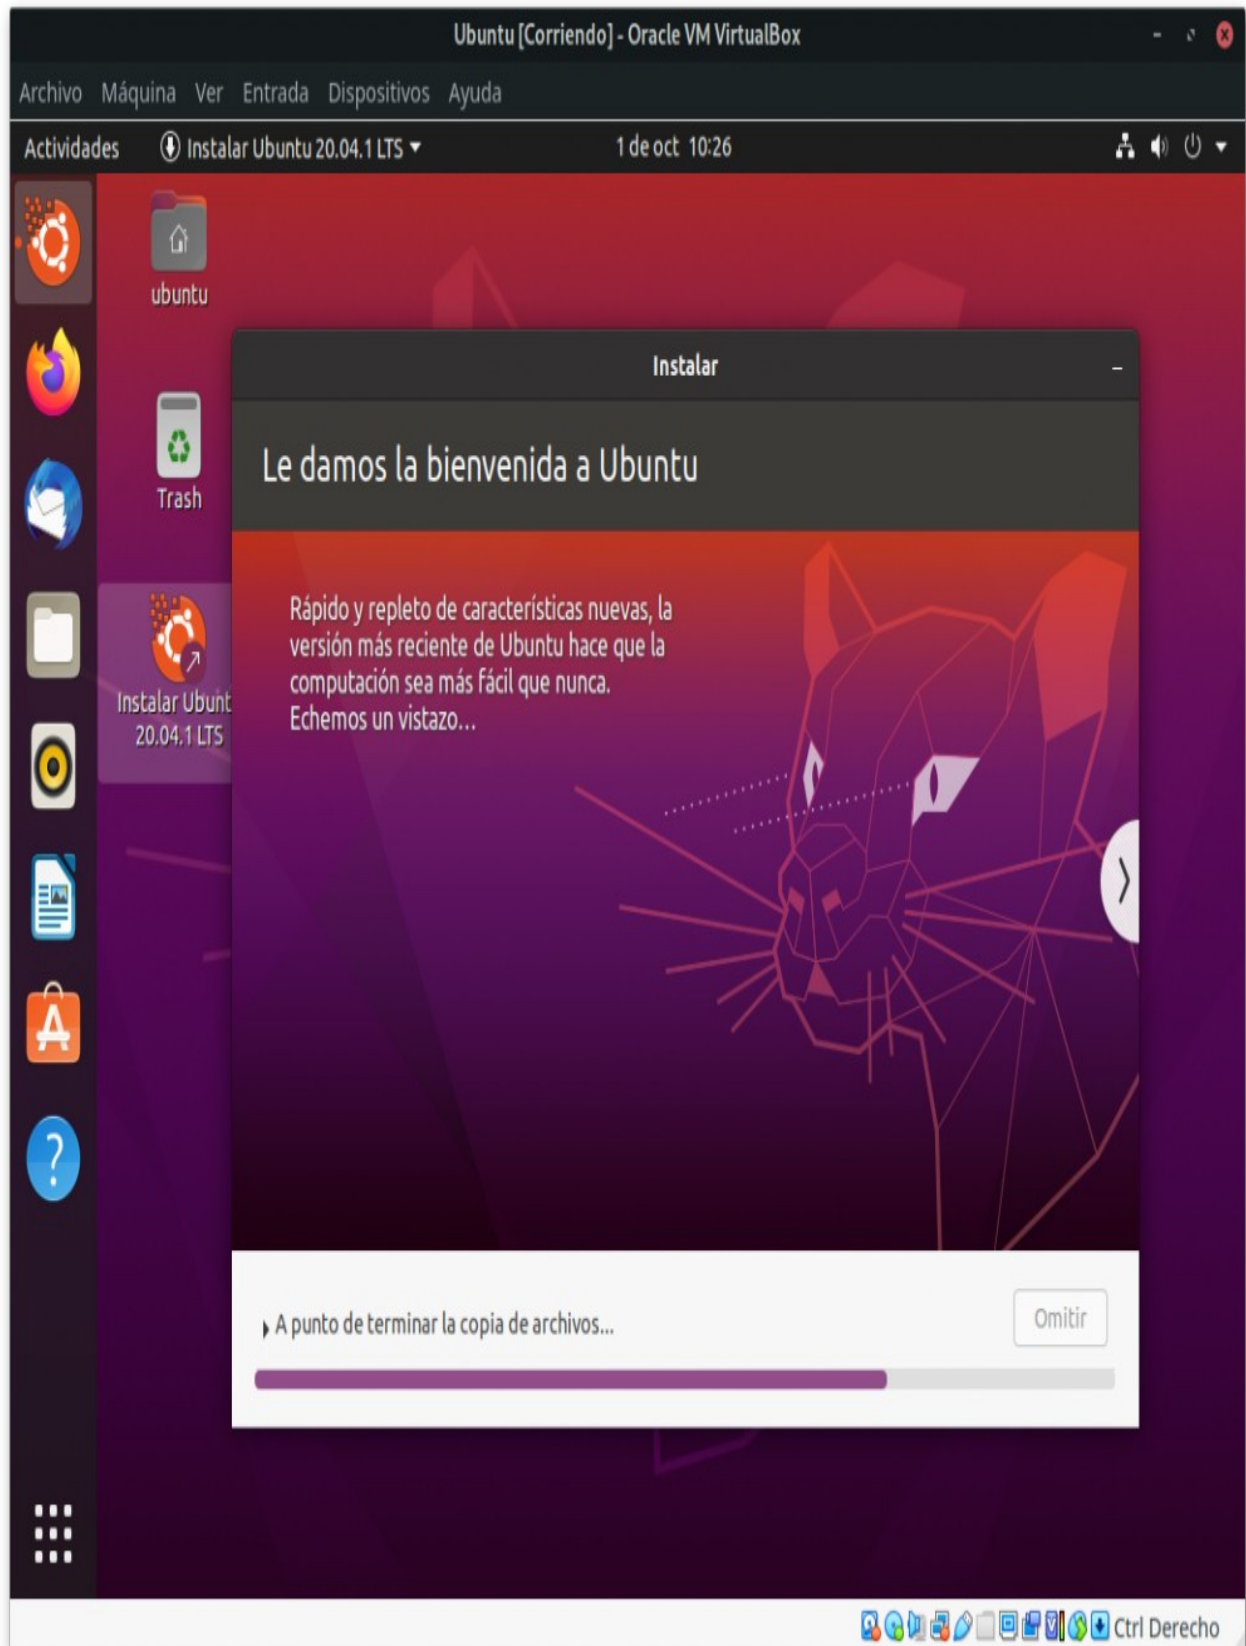 Ubuntu [Corriendo] - Oracle VM VirtualBox
Archivo Máquina Ver Entrada Dispositivos Ayuda
Actividades Instalar Ubuntu 20.04.1 LTS 1 de oct 10:26
ubuntu
Trash
Instalar Ubunt
20.04.1 LTS
Instalar
Le damos la bienvenida a Ubuntu
Rápido y repleto de características nuevas, la
versión más reciente de Ubuntu hace que la
computación sea más fácil que nunca.
Echemos un vistazo...
A punto de terminar la copia de archivos...
Omitir
Ctrl Derecho